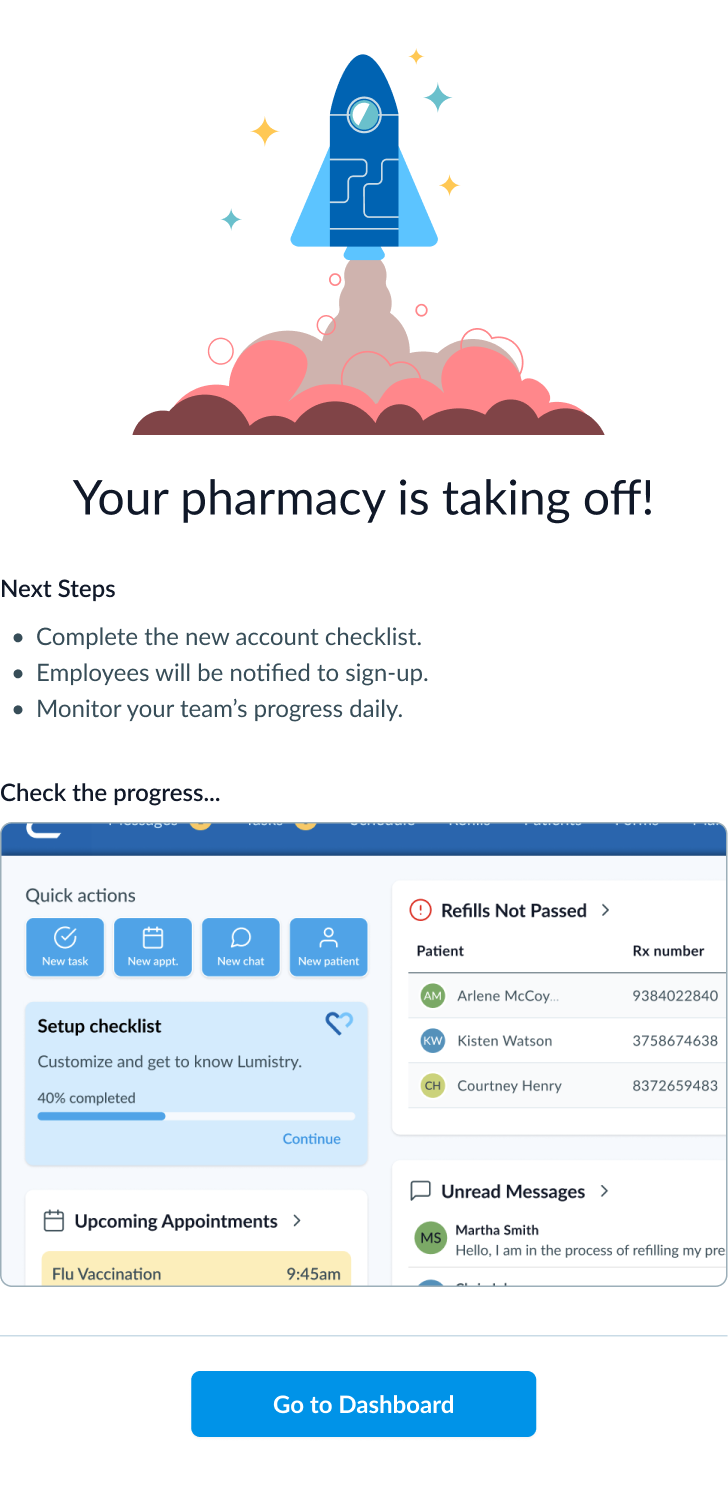 Your pharmacy is taking off!
Next Steps
• Complete the new account checklist.
• Employees will be notified to sign-up.
• Monitor your team’s progress daily.
Check the progress...
Quick actions
New task
New appt.
New chat
New patient
Setup checklist
Customize and get to know Lumistry.
40% completed
Continue
Upcoming Appointments
Flu Vaccination 9:45am
Refills Not Passed
Patient Rx number
AM Arlene McCoy... 9384022840
KW Kisten Watson 3758674638
CH Courtney Henry 8372659483
Unread Messages
MS Martha Smith
Hello, I am in the process of refilling my pre
Go to Dashboard